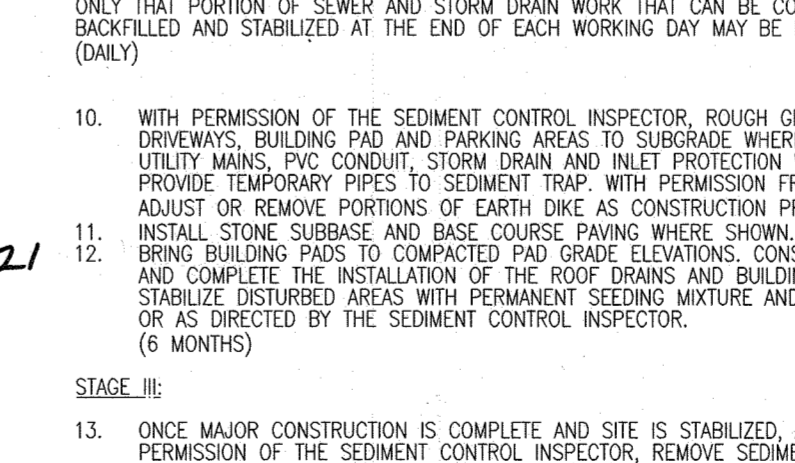 ONLY THAT PORTION OF SEWER AND STORM DRAIN WORK THAT CAN BE CO
BACKFILLED AND STABILIZED AT THE END OF EACH WORKING DAY MAY BE
(DAILY)
10. WITH PERMISSION OF THE SEDIMENT CONTROL INSPECTOR, ROUGH G
DRIVEWAYS, BUILDING PAD AND PARKING AREAS TO SUBGRADE WHER
UTILITY MAINS, PVC CONDUIT, STORM DRAIN AND INLET PROTECTION
PROVIDE TEMPORARY PIPES TO SEDIMENT TRAP. WITH PERMISSION F
ADJUST OR REMOVE PORTIONS OF EARTH DIKE AS CONSTRUCTION P
11. INSTALL STONE SUBBASE AND BASE COURSE PAVING WHERE SHOWN.
21 12. BRING BUILDING PADS TO COMPACTED PAD GRADE ELEVATIONS. CONS
AND COMPLETE THE INSTALLATION OF THE ROOF DRAINS AND BUILDI
STABILIZE DISTURBED AREAS WITH PERMANENT SEEDING MIXTURE AND
OR AS DIRECTED BY THE SEDIMENT CONTROL INSPECTOR.
(6 MONTHS)
STAGE III:
13. ONCE MAJOR CONSTRUCTION IS COMPLETE AND SITE IS STABILIZED,
PERMISSION OF THE SEDIMENT CONTROL INSPECTOR, REMOVE SEDIME